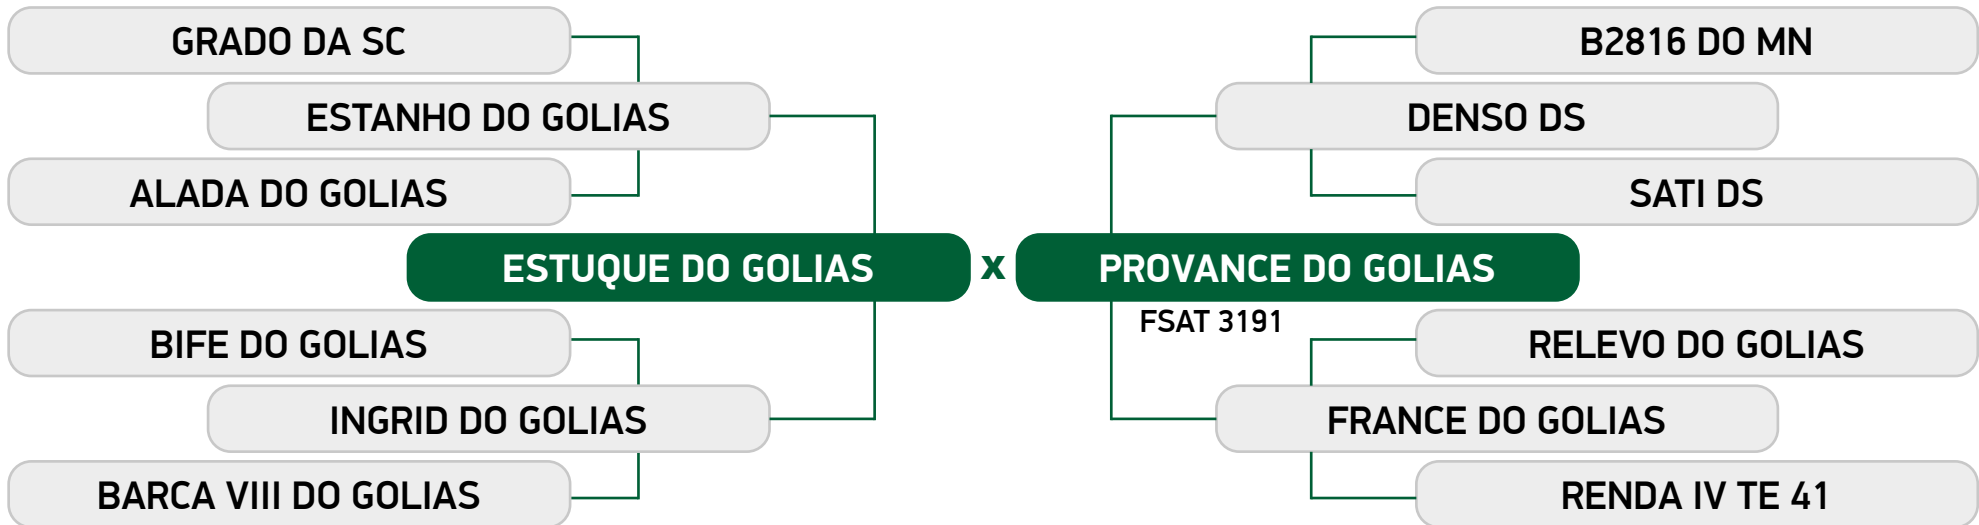 GRADO DA SC
B2816 DO MN
ESTANHO DO GOLIAS
DENSO DS
ALADA DO GOLIAS
SATI DS
ESTUQUE DO GOLIAS x PROVANCE DO GOLIAS
FSAT 3191
BIFE DO GOLIAS
RELEVO DO GOLIAS
INGRID DO GOLIAS
FRANCE DO GOLIAS
BARCA VIII DO GOLIAS
RENDA IV TE 41